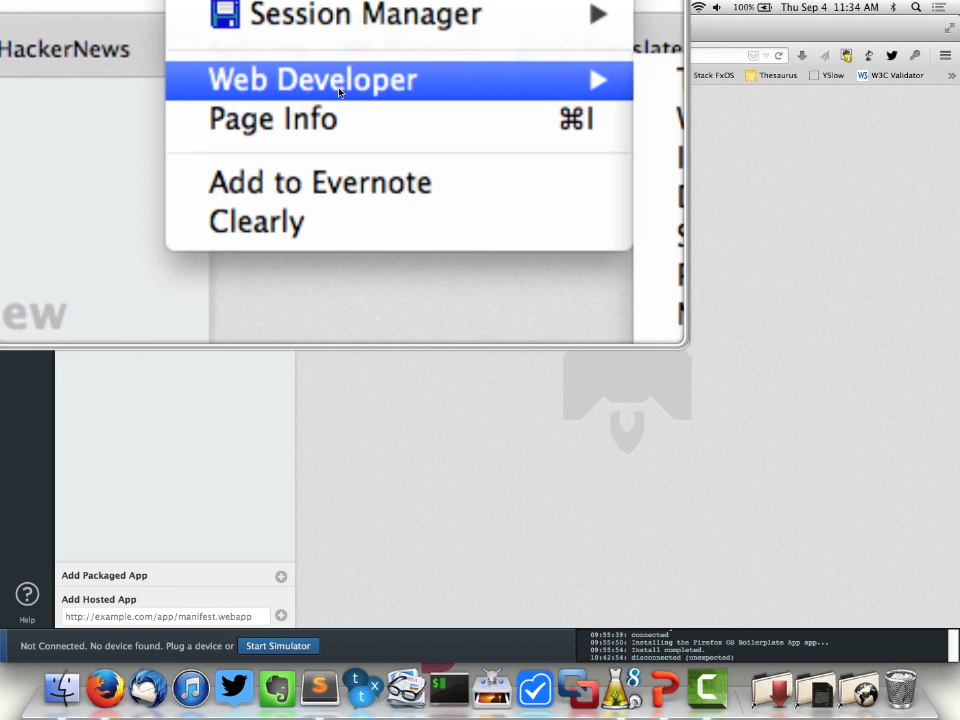 Session Manager
100% Thu Sep 4 11:34 AM
HackerNews
Web Developer
Stack FxOS Thesaurus YSlow W3C Validator
Page Info ⌘I
Add to Evernote
Clearly
ew
Add Packaged App
Add Hosted App
http://example.com/app/manifest.webapp
Help
Not Connected. No device found. Plug a device or Start Simulator
09:55:39: connected
09:55:50: Installing the Firefox OS Boilerplate App app...
09:55:54: Install completed.
10:42:54: disconnected (unexpected)